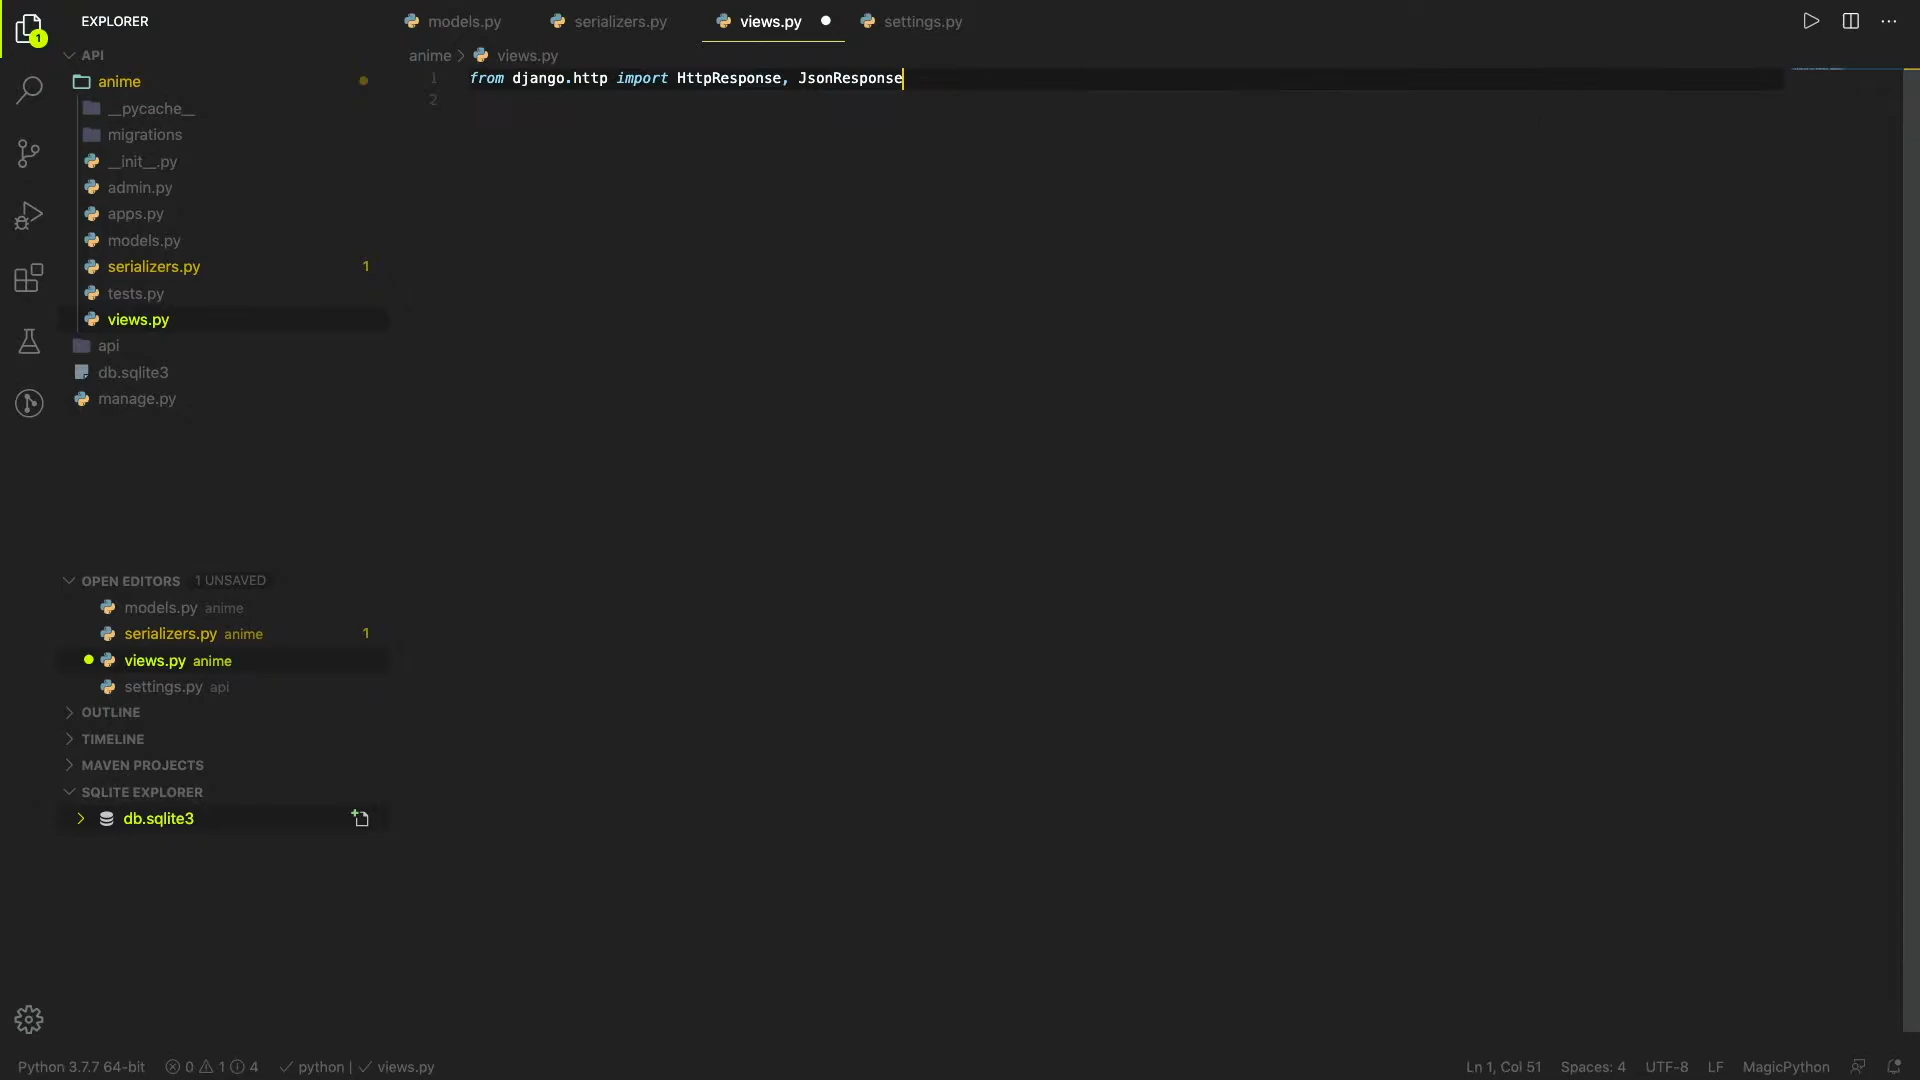 1
EXPLORER
API
anime
__pycache__
migrations
__init__.py
admin.py
apps.py
models.py
serializers.py 1
tests.py
views.py
api
db.sqlite3
manage.py
OPEN EDITORS 1 UNSAVED
models.py anime
serializers.py anime 1
views.py anime
settings.py api
OUTLINE
TIMELINE
MAVEN PROJECTS
SQLITE EXPLORER
db.sqlite3
models.py serializers.py views.py settings.py
anime > views.py
1 from django.http import HttpResponse, JsonResponse
2
Python 3.7.7 64-bit 0 1 4 python | views.py Ln 1, Col 51 Spaces: 4 UTF-8 LF MagicPython